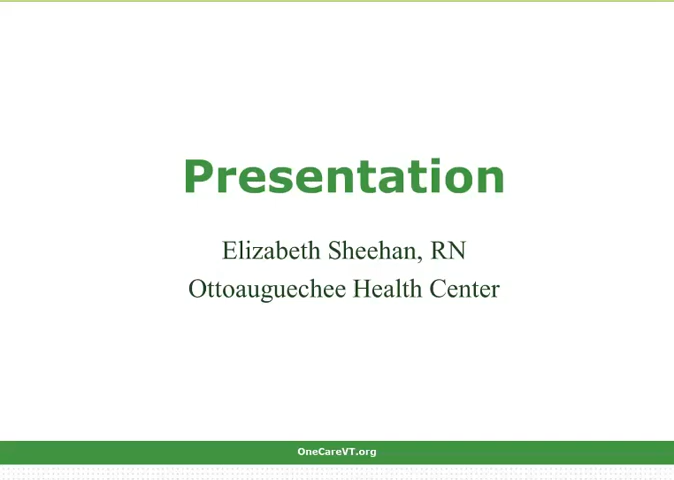 Presentation
Elizabeth Sheehan, RN
Ottoauguechee Health Center
OneCareVT.org